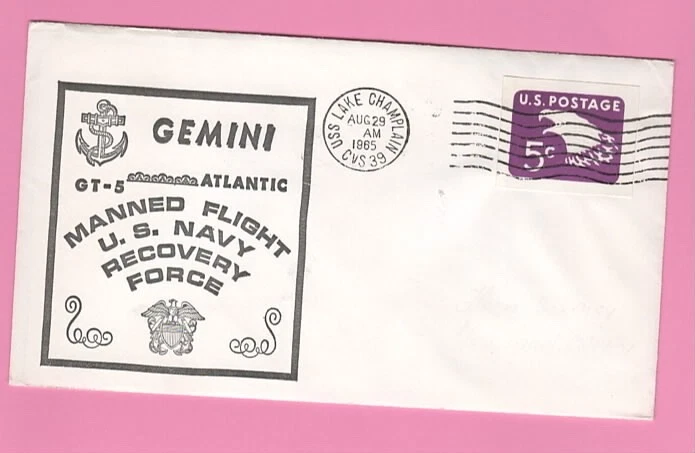 GEMINI
GT-5 ATLANTIC
MANNED FLIGHT
U.S. NAVY
RECOVERY
FORCE
USS LAKE CHAMPLAIN
AUG 29
AM
1965
CVS 39
U.S. POSTAGE
5c